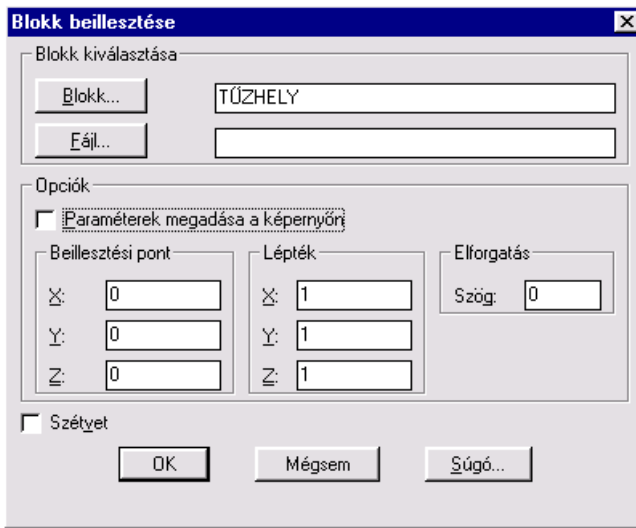 Blokk beillesztése
Blokk kiválasztása
Blokk... TŰZHELY
Fájl...
Opciók
Paraméterek megadása a képernyőn
Beillesztési pont Lépték Elforgatás
X: 0 X: 1 Szög: 0
Y: 0 Y: 1
Z: 0 Z: 1
Szétvet
OK Mégsem Súgó...